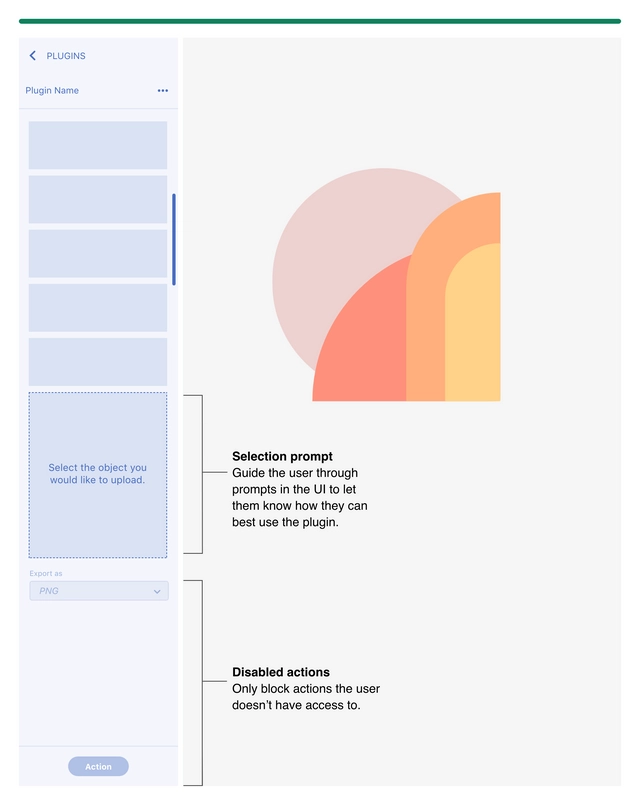 PLUGINS
Plugin Name
Select the object you
would like to upload.
Selection prompt
Guide the user through
prompts in the UI to let
them know how they can
best use the plugin.
Export as
PNG
Disabled actions
Only block actions the user
doesn’t have access to.
Action